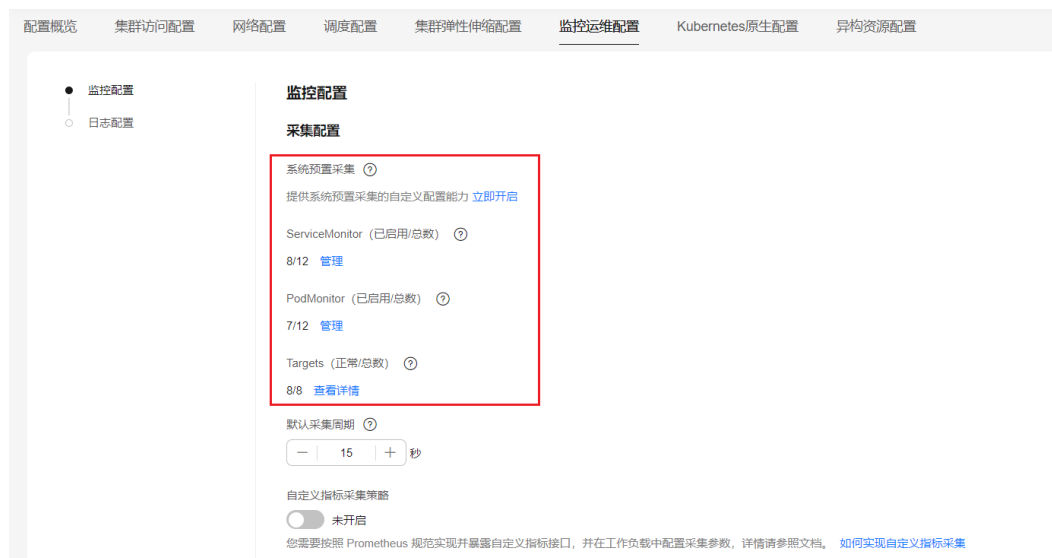 配置概览 集群访问配置 网络配置 调度配置 集群弹性伸缩配置 监控运维配置 Kubernetes原生配置 异构资源配置
监控配置
日志配置
监控配置
采集配置
系统预置采集 ?
提供系统预置采集的自定义配置能力 立即开启
ServiceMonitor（已启用/总数） ?
8/12 管理
PodMonitor（已启用/总数） ?
7/12 管理
Targets（正常/总数） ?
8/8 查看详情
默认采集周期 ?
— 15 + 秒
自定义指标采集策略
未开启
您需要按照 Prometheus 规范实现并暴露自定义指标接口，并在工作负载中配置采集参数，详情请参照文档。 如何实现自定义指标采集